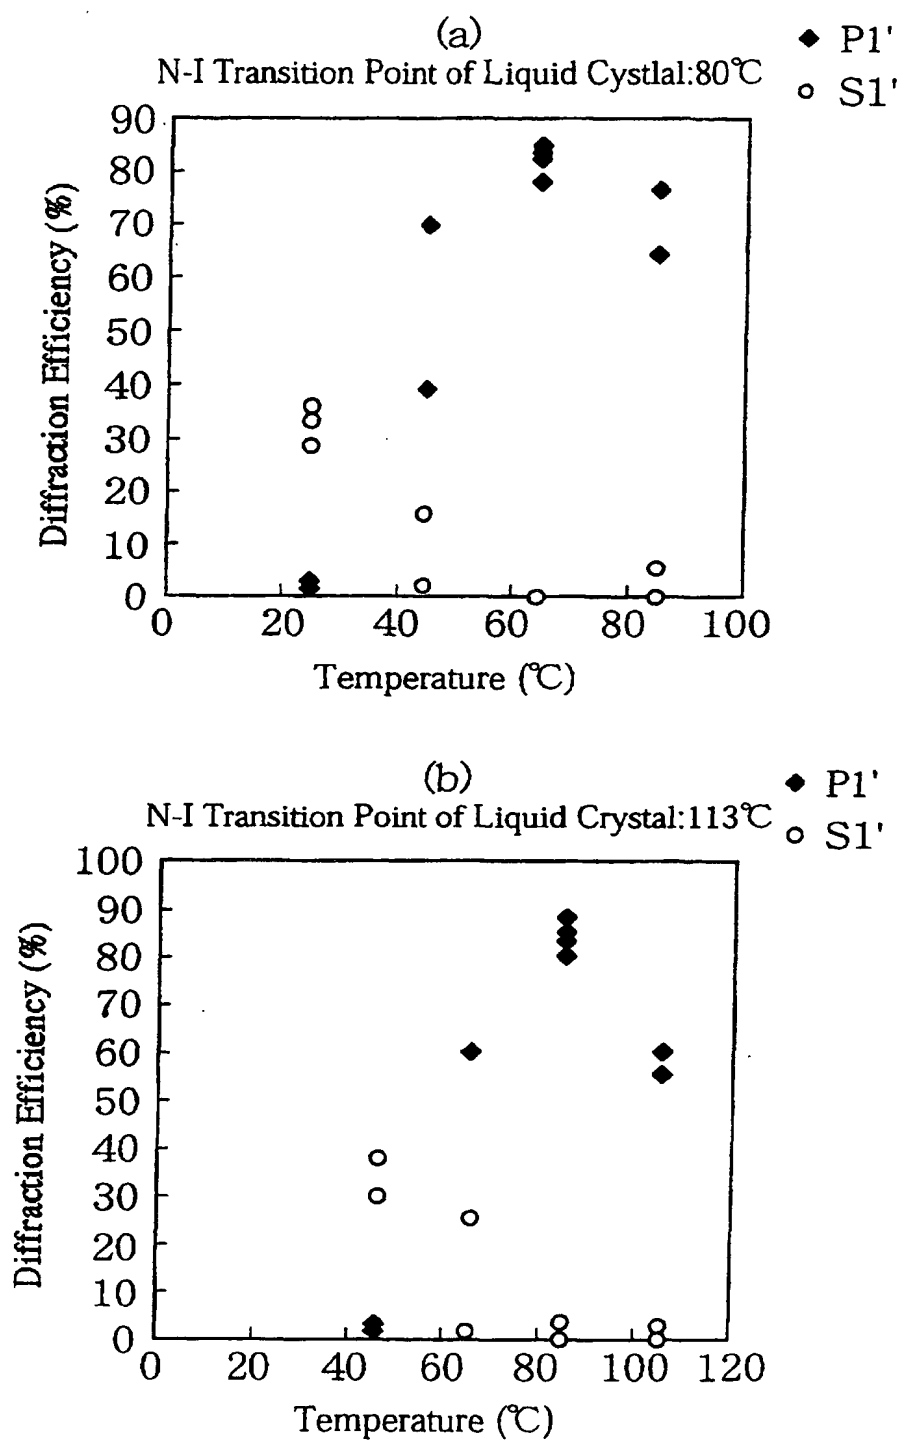 (a)
N-I Transition Point of Liquid Cystlal:80℃
◆ P1'
○ S1'
Diffraction Efficiency (%)
90
80
70
60
50
40
30
20
10
0
0 20 40 60 80 100
Temperature (℃)
(b)
N-I Transition Point of Liquid Crystal:113℃
◆ P1'
○ S1'
Diffraction Efficiency (%)
100
90
80
70
60
50
40
30
20
10
0
0 20 40 60 80 100 120
Temperature (℃)